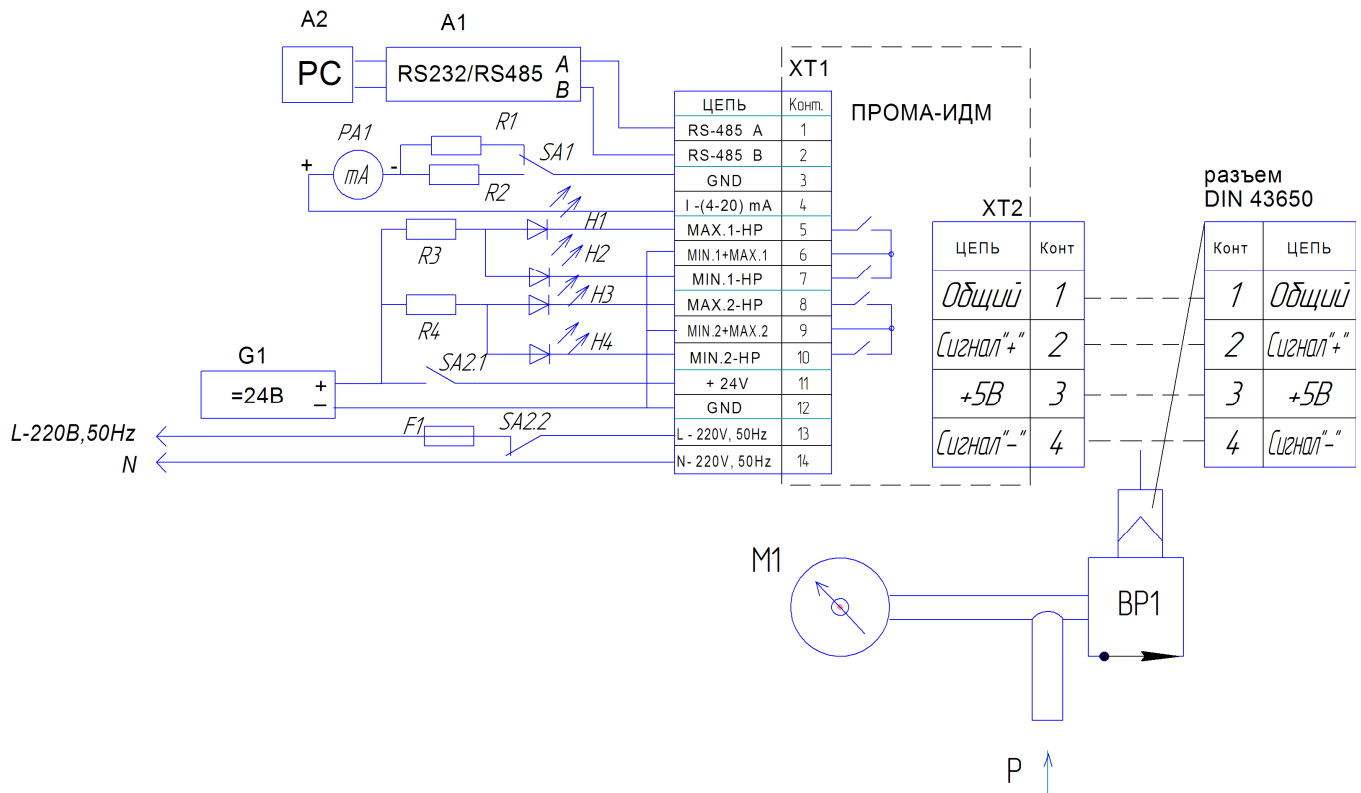 A2
A1
PC
RS232/RS485
A
B
XT1
ПРОМА-ИДМ
ЦЕПЬ Конт.
RS-485 A 1
RS-485 B 2
GND 3
I -(4-20) mA 4
MAX.1-HP 5
MIN.1+MAX.1 6
MIN.1-HP 7
MAX.2-HP 8
MIN.2+MAX.2 9
MIN.2-HP 10
+ 24V 11
GND 12
L - 220V, 50Hz 13
N- 220V, 50Hz 14
PA1
+
mA
-
R1
R2
SA1
H1
R3
H2
H3
R4
H4
G1
=24В
+
−
SA2.1
L-220В,50Hz
F1
SA2.2
N
XT2
ЦЕПЬ Конт
Общий 1
Сигнал"+" 2
+5В 3
Сигнал"-" 4
разъем
DIN 43650
Конт ЦЕПЬ
1 Общий
2 Сигнал"+"
3 +5В
4 Сигнал"-"
M1
BP1
P